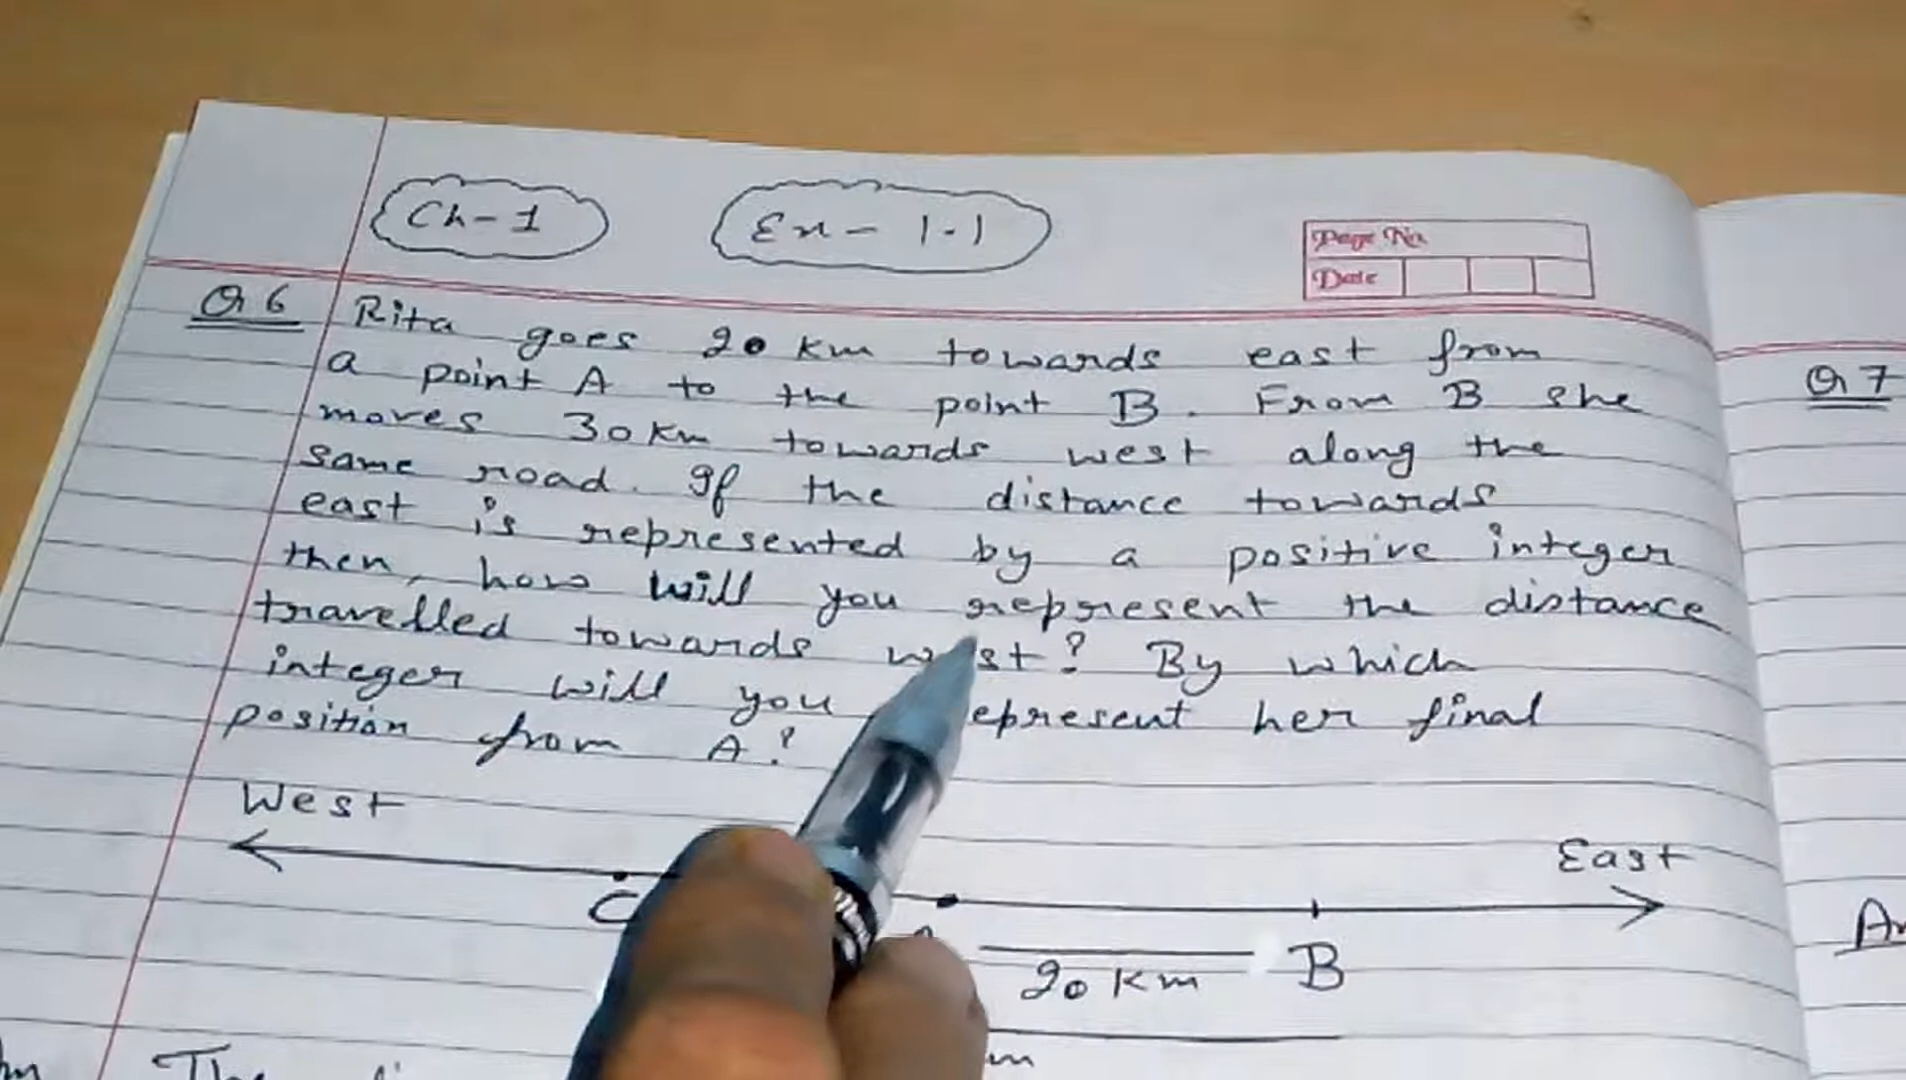 Ch-1
Ex - 1.1
Page No.
Date
Q 6 Rita goes 20 Km towards east from
a point A to the point B. From B she
moves 30 Km towards west along the
same road. If the distance towards
east is represented by a positive integer
then, how will you represent the distance
travelled towards west? By which
integer will you represent her final
position from A?
West
East
C
B
20 Km
Q 7
The